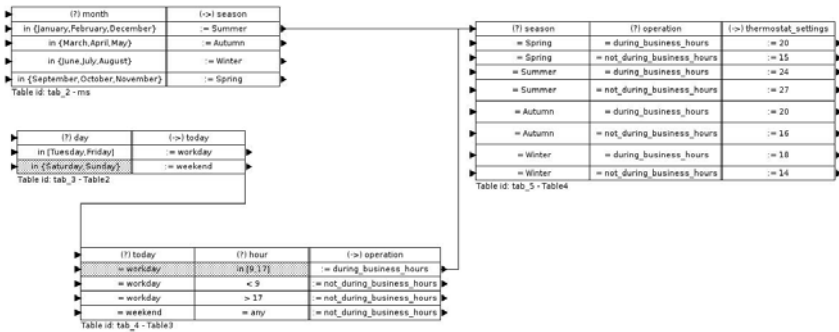 (?) month (->) season
in {January,February,December} := Summer
in {March,April,May} := Autumn
in {June,July,August} := Winter
in {September,October,November} := Spring
Table id: tab_2 - ms
(?) day (->) today
in [Tuesday,Friday] := workday
in {Saturday,Sunday} := weekend
Table id: tab_3 - Table2
(?) today (?) hour (->) operation
= workday in [9,17] := during_business_hours
= workday < 9 := not_during_business_hours
= workday > 17 := not_during_business_hours
= weekend = any := not_during_business_hours
Table id: tab_4 - Table3
(?) season (?) operation (->) thermostat_settings
= Spring = during_business_hours := 20
= Spring = not_during_business_hours := 15
= Summer = during_business_hours := 24
= Summer = not_during_business_hours := 27
= Autumn = during_business_hours := 20
= Autumn = not_during_business_hours := 16
= Winter = during_business_hours := 18
= Winter = not_during_business_hours := 14
Table id: tab_5 - Table4